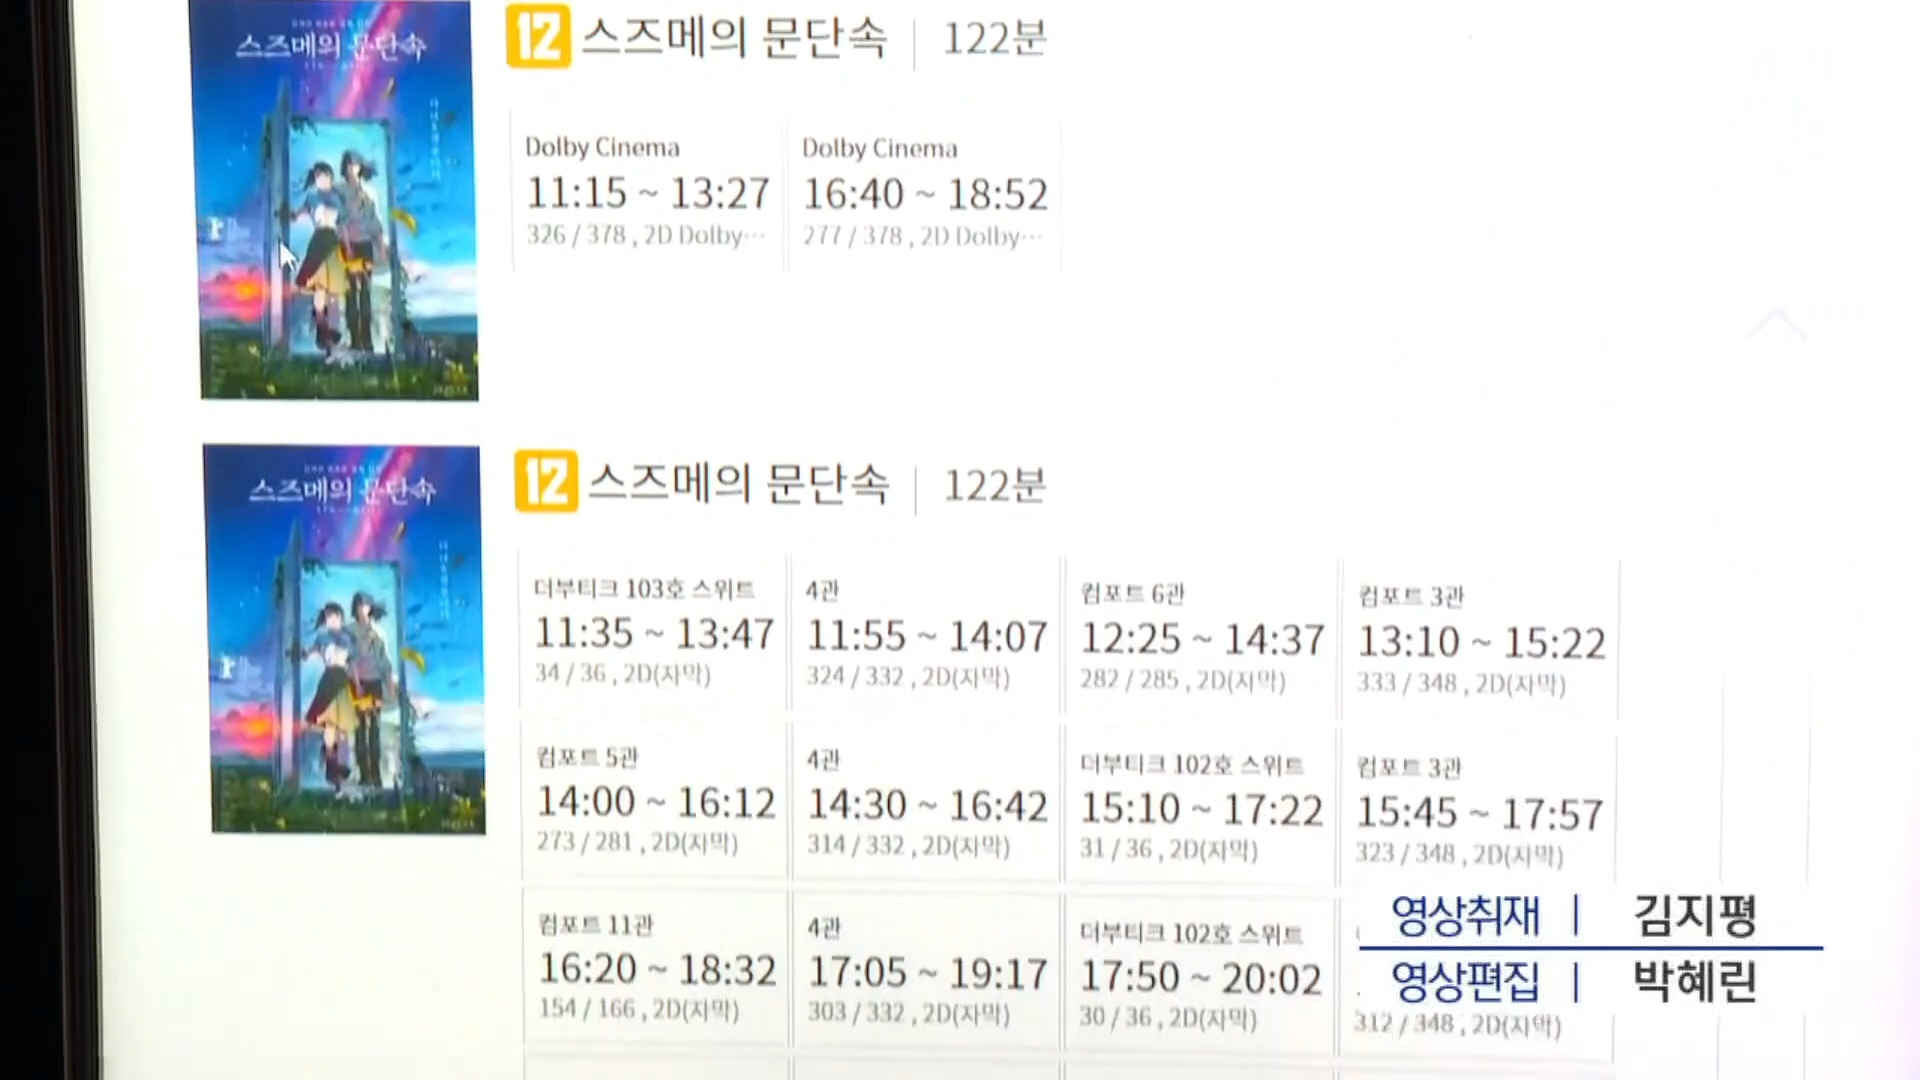 스즈메의 문단속
12 스즈메의 문단속 | 122분
Dolby Cinema
11:15 ~ 13:27
326 / 378 , 2D Dolby···
Dolby Cinema
16:40 ~ 18:52
277 / 378 , 2D Dolby···
스즈메의 문단속
12 스즈메의 문단속 | 122분
더부티크 103호 스위트
11:35 ~ 13:47
34 / 36 , 2D(자막)
4관
11:55 ~ 14:07
324 / 332 , 2D(자막)
컴포트 6관
12:25 ~ 14:37
282 / 285 , 2D(자막)
컴포트 3관
13:10 ~ 15:22
333 / 348 , 2D(자막)
컴포트 5관
14:00 ~ 16:12
273 / 281 , 2D(자막)
4관
14:30 ~ 16:42
314 / 332 , 2D(자막)
더부티크 102호 스위트
15:10 ~ 17:22
31 / 36 , 2D(자막)
컴포트 3관
15:45 ~ 17:57
323 / 348 , 2D(자막)
컴포트 11관
16:20 ~ 18:32
154 / 166 , 2D(자막)
4관
17:05 ~ 19:17
303 / 332 , 2D(자막)
더부티크 102호 스위트
17:50 ~ 20:02
30 / 36 , 2D(자막)
312 / 348 , 2D(자막)
영상취재 | 김지평
영상편집 | 박혜린